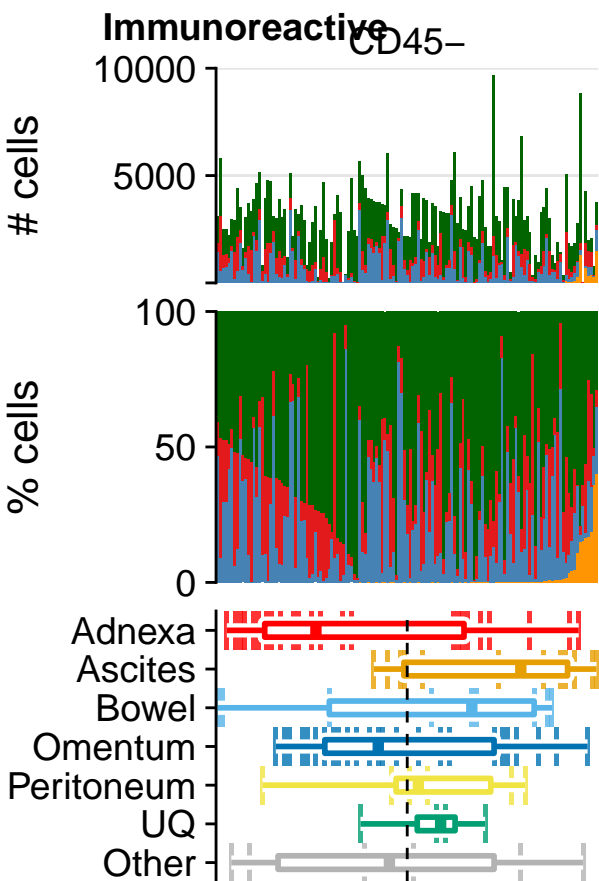 Immunoreactive
CD45−
10000
5000
# cells
100
50
0
% cells
Adnexa
Ascites
Bowel
Omentum
Peritoneum
UQ
Other